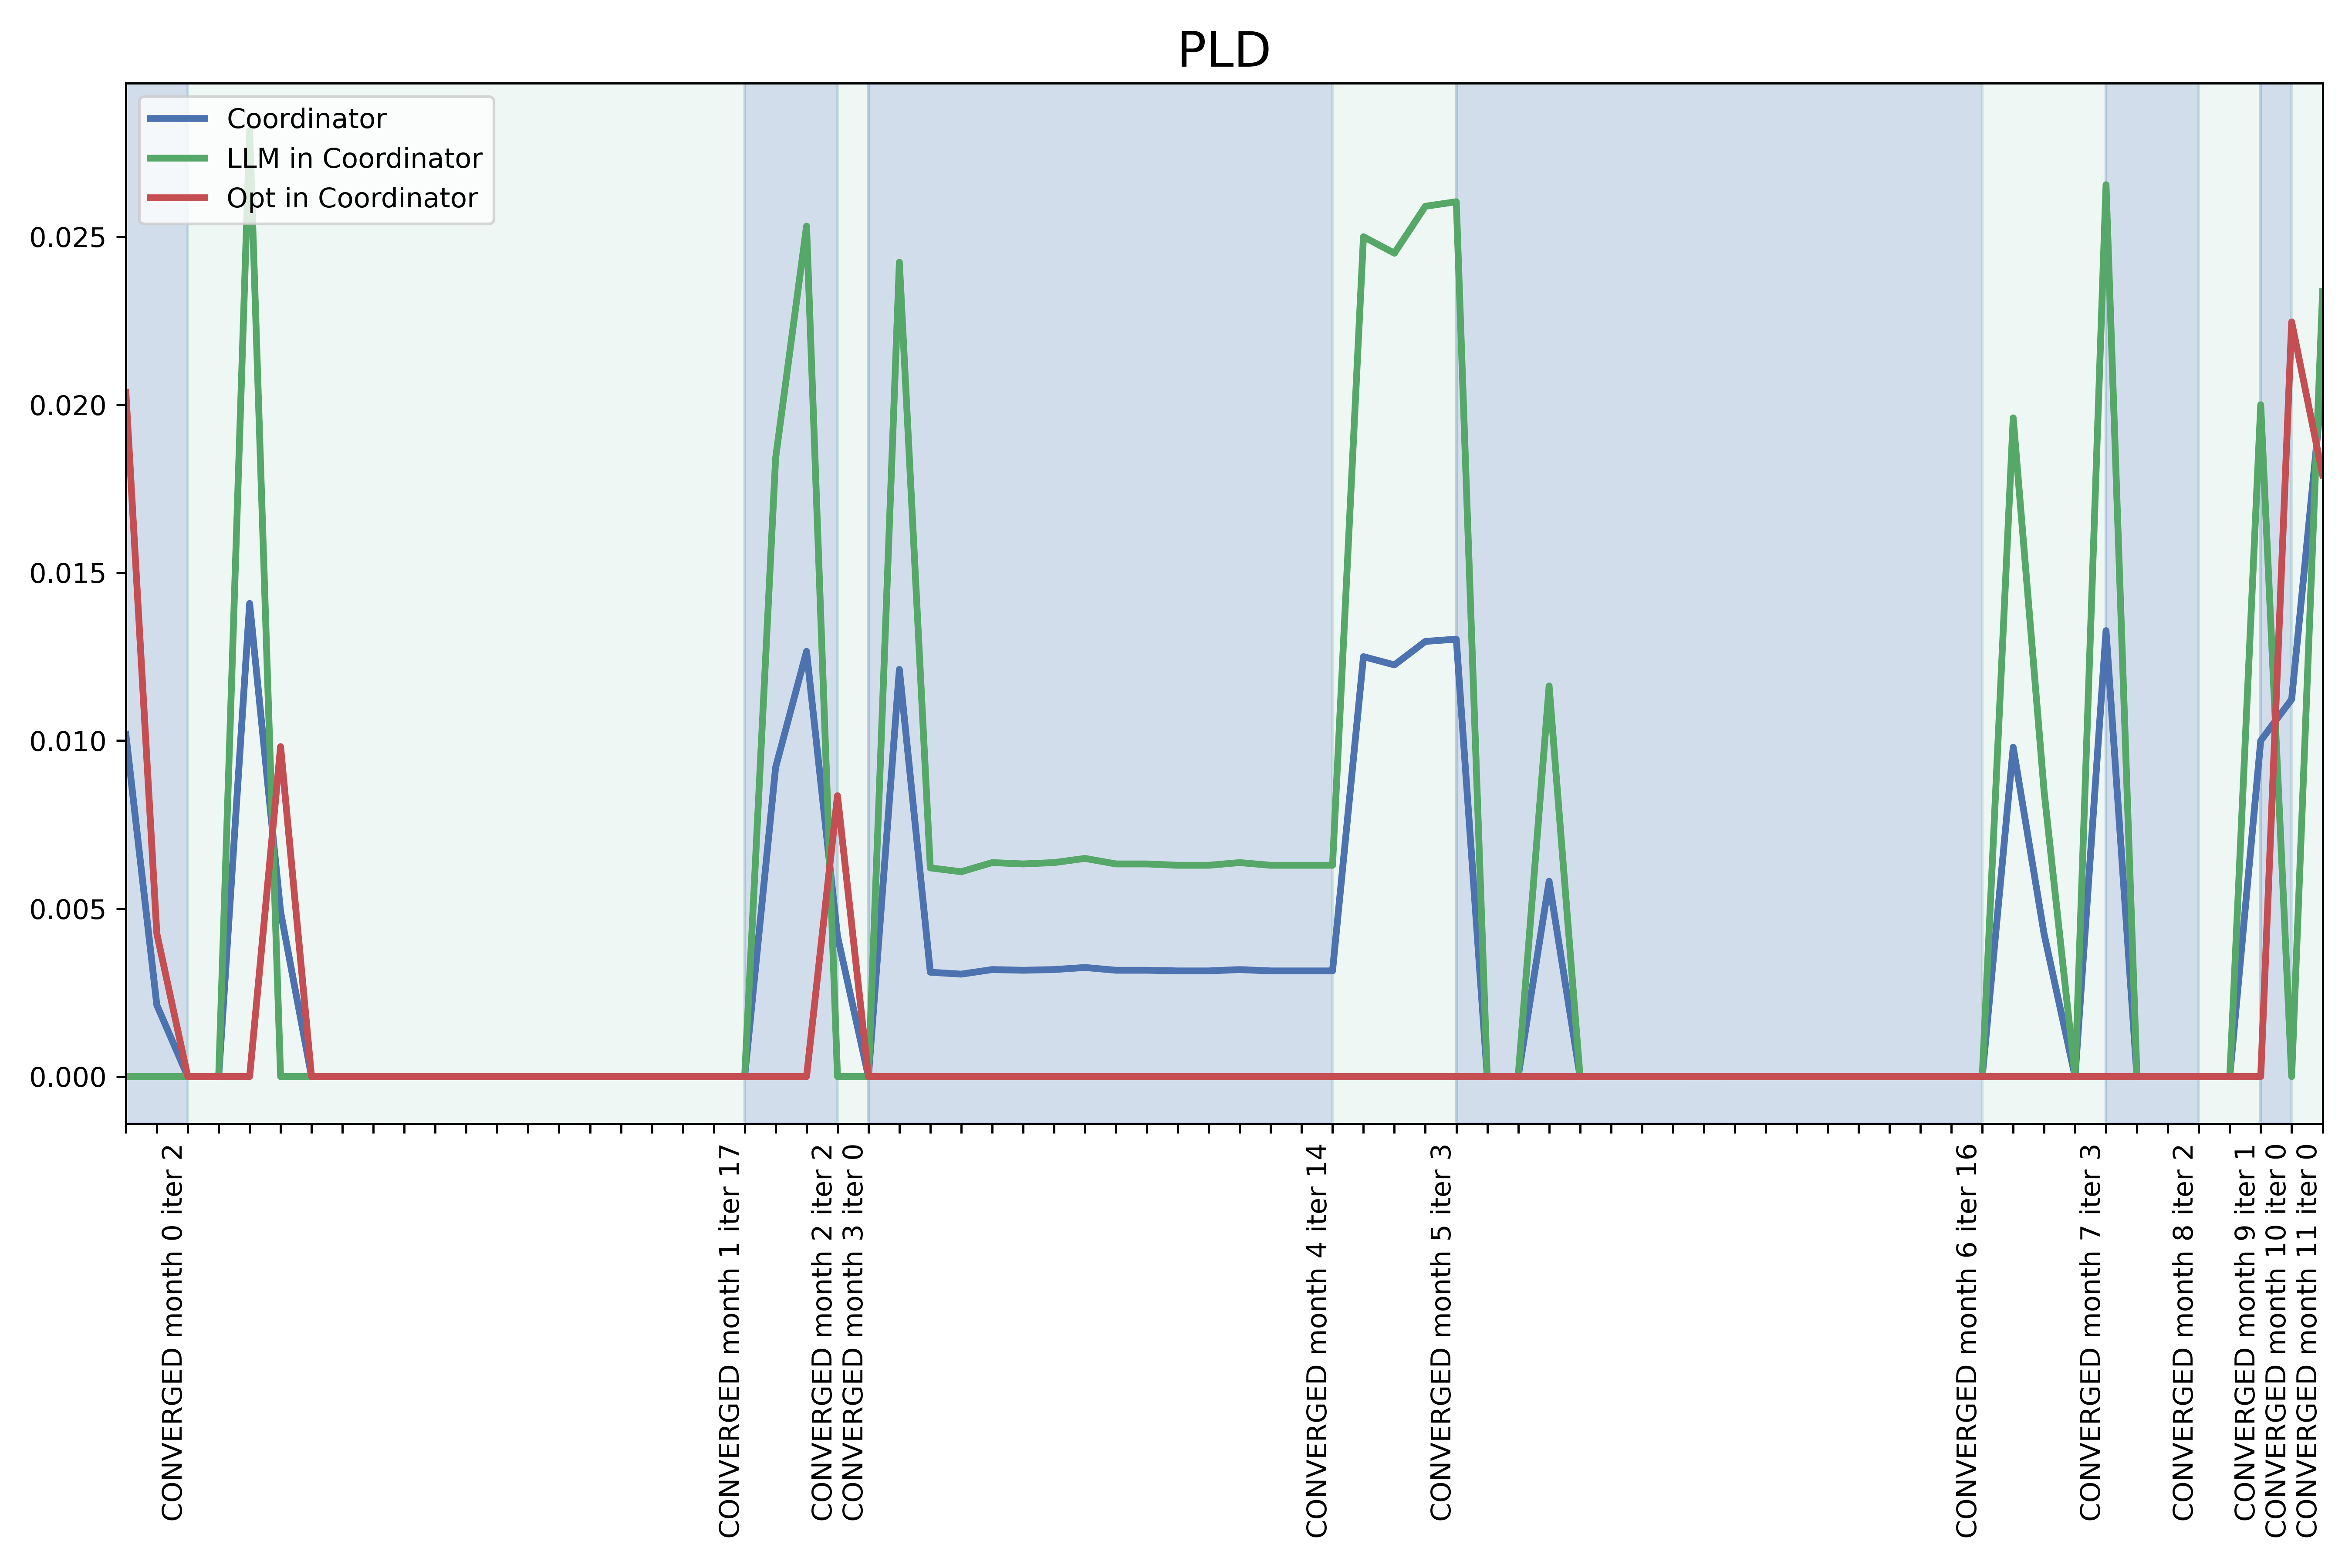 PLD
Coordinator
LLM in Coordinator
Opt in Coordinator
0.025
0.020
0.015
0.010
0.005
0.000
CONVERGED month 0 iter 2
CONVERGED month 1 iter 17
CONVERGED month 2 iter 2
CONVERGED month 3 iter 0
CONVERGED month 4 iter 14
CONVERGED month 5 iter 3
CONVERGED month 6 iter 16
CONVERGED month 7 iter 3
CONVERGED month 8 iter 2
CONVERGED month 9 iter 1
CONVERGED month 10 iter 0
CONVERGED month 11 iter 0